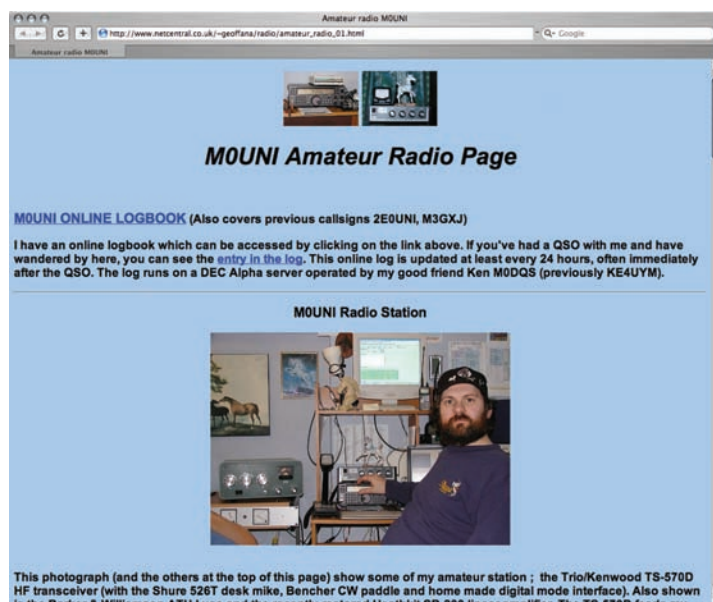 Amateur radio M0UNI
http://www.netcentral.co.uk/~geoffana/radio/amateur_radio_01.html
Google
Amateur radio M0UNI
M0UNI Amateur Radio Page
M0UNI ONLINE LOGBOOK (Also covers previous callsigns 2E0UNI, M3GXJ)
I have an online logbook which can be accessed by clicking on the link above. If you've had a QSO with me and have
wandered by here, you can see the entry in the log. This online log is updated at least every 24 hours, often immediately
after the QSO. The log runs on a DEC Alpha server operated by my good friend Ken M0DQS (previously KE4UYM).
M0UNI Radio Station
This photograph (and the others at the top of this page) show some of my amateur station ; the Trio/Kenwood TS-570D
HF transceiver (with the Shure 526T desk mike, Bencher CW paddle and home made digital mode interface). Also shown